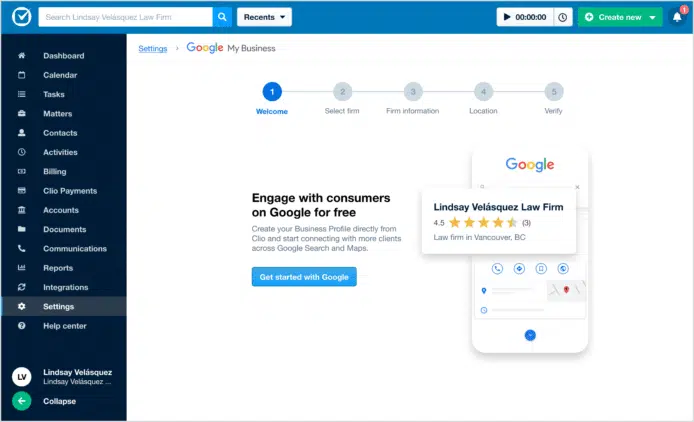 Search Lindsay Velásquez Law Firm
Recents
00:00:00
Create new
1
Dashboard
Calendar
Tasks
Matters
Contacts
Activities
Billing
Clio Payments
Accounts
Documents
Communications
Reports
Integrations
Settings
Help center
LV
Lindsay Velásquez
Lindsay Velásquez ...
Collapse
Settings > Google My Business
1 2 3 4 5
Welcome Select firm Firm information Location Verify
Engage with consumers
on Google for free
Create your Business Profile directly from
Clio and start connecting with more clients
across Google Search and Maps.
Get started with Google
Google
Lindsay Velásquez Law Firm
4.5 (3)
Law firm in Vancouver, BC